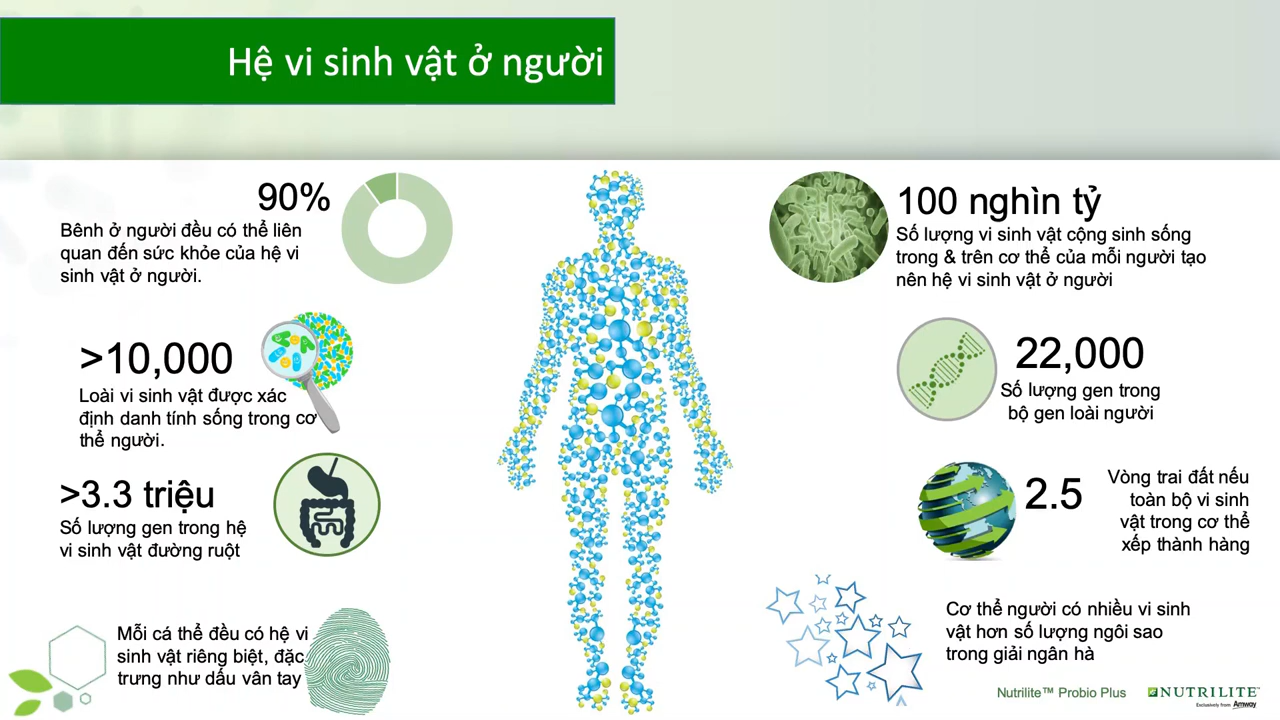 Hệ vi sinh vật ở người
90%
Bênh ở người đều có thể liên
quan đến sức khỏe của hệ vi
sinh vật ở người.
>10,000
Loài vi sinh vật được xác
định danh tính sống trong cơ
thể người.
>3.3 triệu
Số lượng gen trong hệ
vi sinh vật đường ruột
Mỗi cá thể đều có hệ vi
sinh vật riêng biệt, đặc
trưng như dấu vân tay
100 nghìn tỷ
Số lượng vi sinh vật cộng sinh sống
trong & trên cơ thể của mỗi người tạo
nên hệ vi sinh vật ở người
22,000
Số lượng gen trong
bộ gen loài người
2.5
Vòng trai đất nếu
toàn bộ vi sinh
vật trong cơ thể
xếp thành hàng
Cơ thể người có nhiều vi sinh
vật hơn số lượng ngôi sao
trong giải ngân hà
Nutrilite™ Probio Plus
NUTRILITE™
Exclusively from Amway